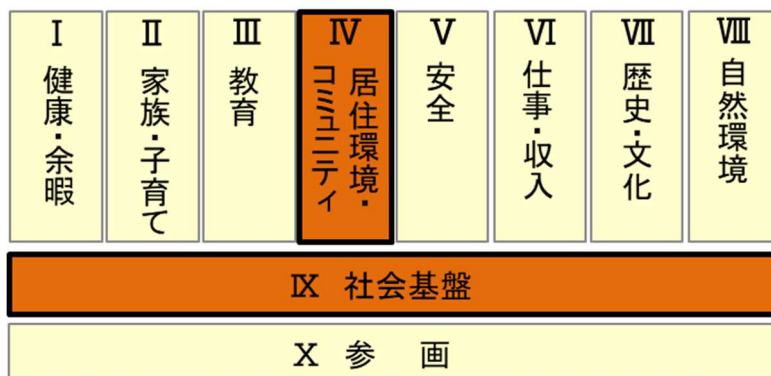 Ⅰ
健康・余暇
Ⅱ
家族・子育て
Ⅲ
教育
Ⅳ
居住環境・
コミュニティ
Ⅴ
安全
Ⅵ
仕事・収入
Ⅶ
歴史・文化
Ⅷ
自然環境
Ⅸ 社会基盤
Ⅹ 参 画